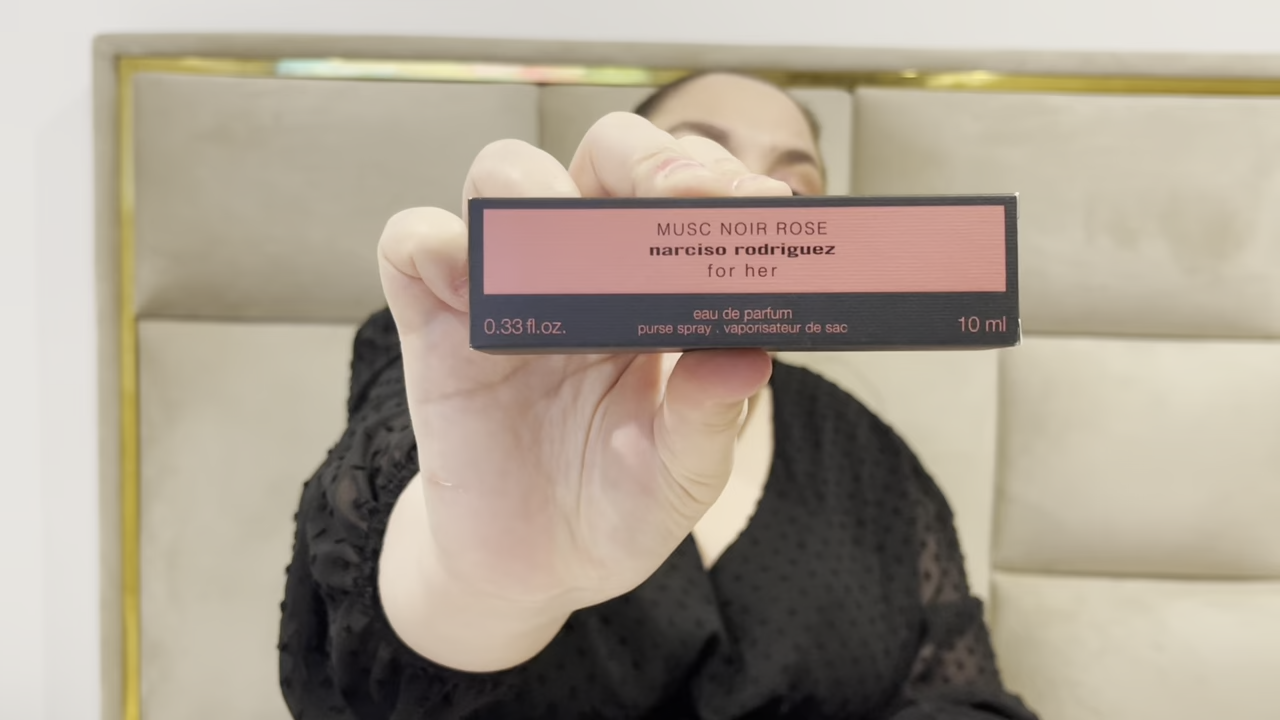 MUSC NOIR ROSE
narciso rodriguez
for her
eau de parfum
0.33 fl.oz. purse spray . vaporisateur de sac 10 ml